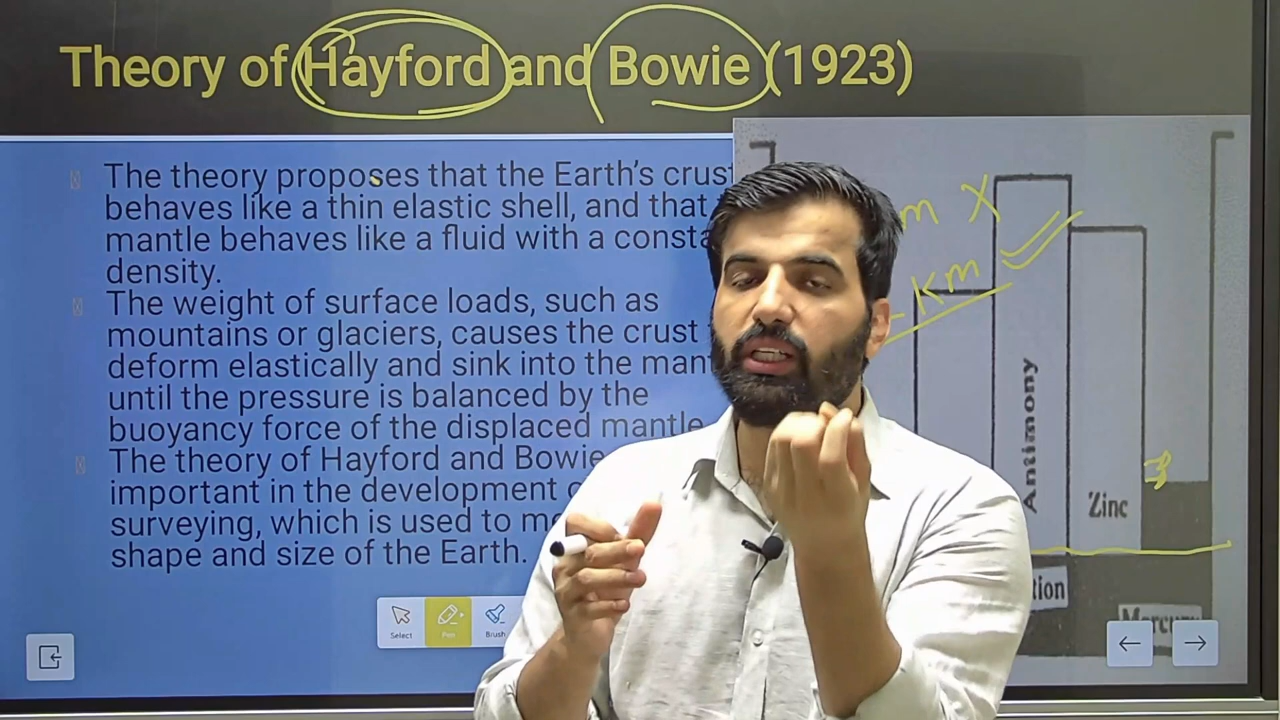 Theory of Hayford and Bowie (1923)
The theory proposes that the Earth's crus
behaves like a thin elastic shell, and that
mantle behaves like a fluid with a consta
density.
The weight of surface loads, such as
mountains or glaciers, causes the crust
deform elastically and sink into the mant
until the pressure is balanced by the
buoyancy force of the displaced mantle
The theory of Hayford and Bowie
important in the development o
surveying, which is used to me
shape and size of the Earth.
m X
km
Antimony
Zinc
tion
Mercury
Select
Pen
Brush